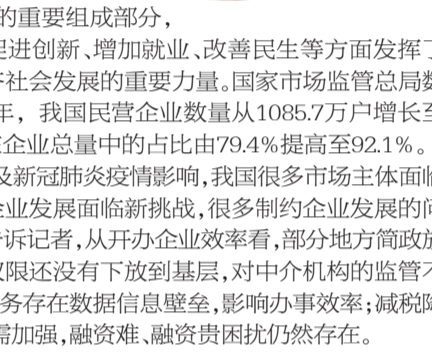 的重要组成部分，
促进创新、增加就业、改善民生等方面发挥了
社会发展的重要力量。国家市场监管总局数
年，我国民营企业数量从1085.7万户增长至
企业总量中的占比由79.4%提高至92.1%。
及新冠肺炎疫情影响，我国很多市场主体面临
企业发展面临新挑战，很多制约企业发展的问
告诉记者，从开办企业效率看，部分地方简政放
权限还没有下放到基层，对中介机构的监管不
务存在数据信息壁垒，影响办事效率；减税降
需加强，融资难、融资贵困扰仍然存在。